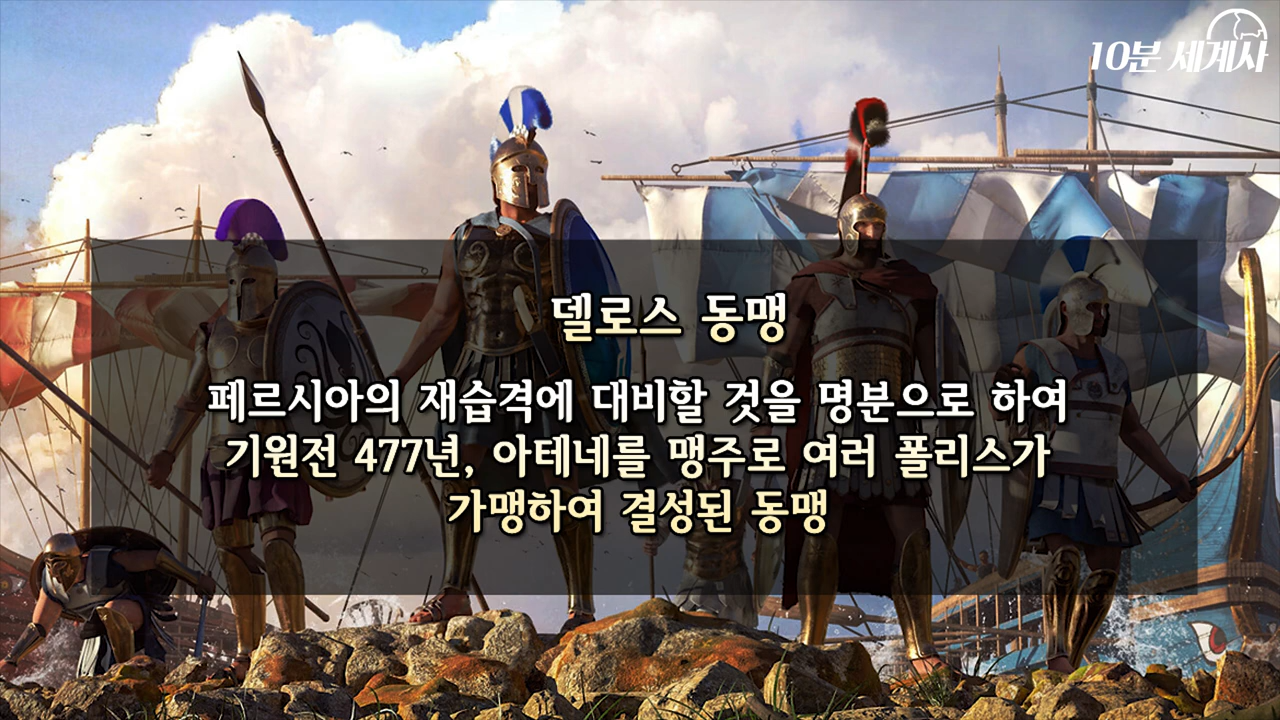 10분 세계사
델로스 동맹
페르시아의 재습격에 대비할 것을 명분으로 하여
기원전 477년, 아테네를 맹주로 여러 폴리스가
가맹하여 결성된 동맹